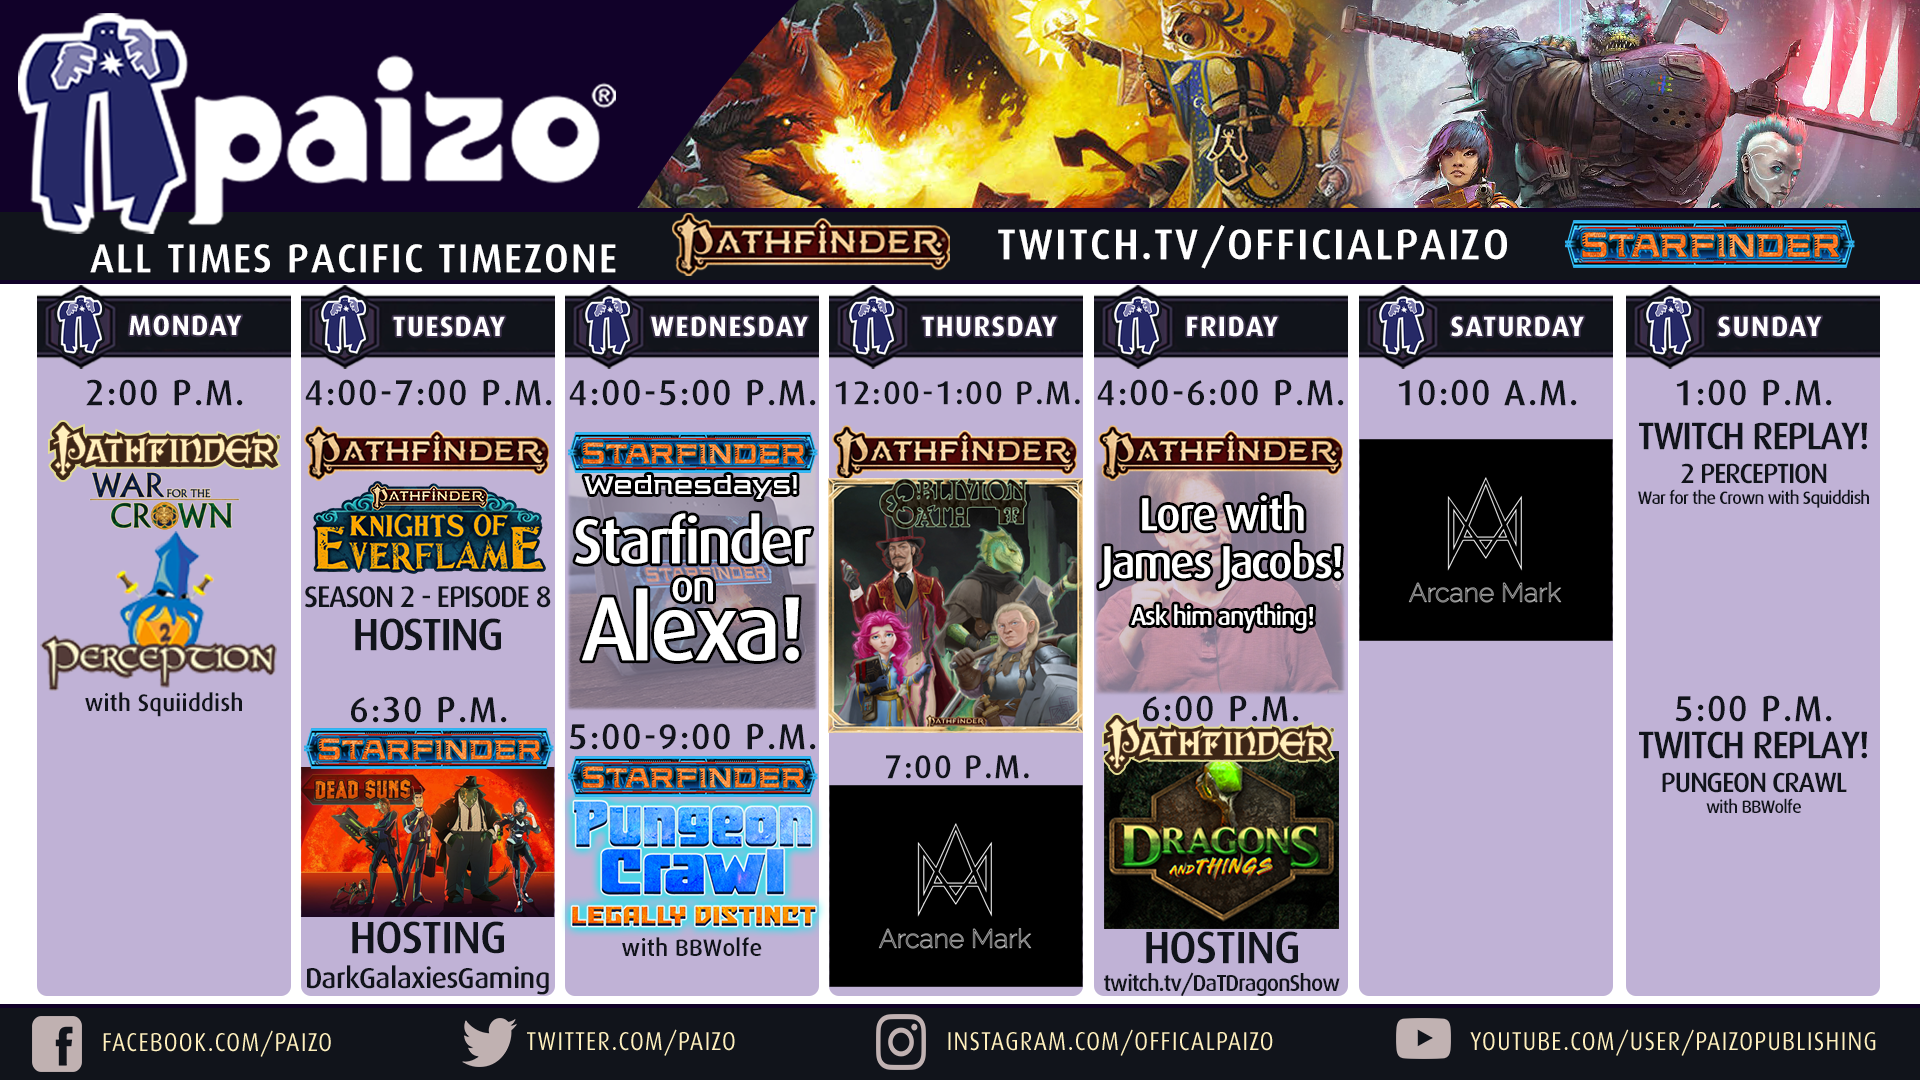 paizo®
ALL TIMES PACIFIC TIMEZONE
PATHFINDER
TWITCH.TV/OFFICIALPAIZO
STARFINDER
MONDAY
2:00 P.M.
PATHFINDER
WAR FOR THE
CROWN
2
PERCEPTION
with Squiiddish
TUESDAY
4:00-7:00 P.M.
PATHFINDER
PATHFINDER
KNIGHTS OF
EVERFLAME
SEASON 2 - EPISODE 8
HOSTING
6:30 P.M.
STARFINDER
DEAD SUNS
HOSTING
DarkGalaxiesGaming
WEDNESDAY
4:00-5:00 P.M.
STARFINDER
Wednesdays!
Starfinder
STARFINDER
on
Alexa!
5:00-9:00 P.M.
STARFINDER
Pungeon
Crawl
LEGALLY DISTINCT
with BBWolfe
THURSDAY
12:00-1:00 P.M.
PATHFINDER
OBLIVION
OATH
PATHFINDER
7:00 P.M.
Arcane Mark
FRIDAY
4:00-6:00 P.M.
PATHFINDER
Lore with
James Jacobs!
Ask him anything!
6:00 P.M.
PATHFINDER
DRAGONS
AND THINGS
HOSTING
twitch.tv/DaTDragonShow
SATURDAY
10:00 A.M.
Arcane Mark
SUNDAY
1:00 P.M.
TWITCH REPLAY!
2 PERCEPTION
War for the Crown with Squiddish
5:00 P.M.
TWITCH REPLAY!
PUNGEON CRAWL
with BBWolfe
FACEBOOK.COM/PAIZO
TWITTER.COM/PAIZO
INSTAGRAM.COM/OFFICALPAIZO
YOUTUBE.COM/USER/PAIZOPUBLISHING